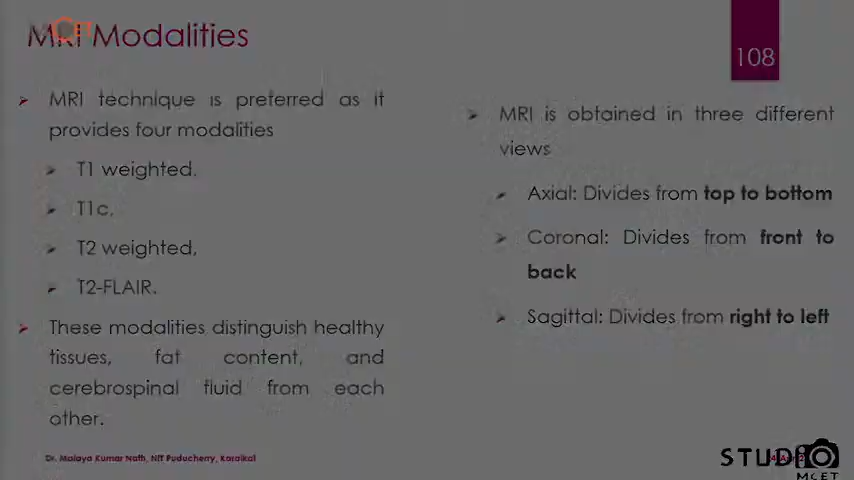 MRI Modalities
108
➢ MRI technique is preferred as it
provides four modalities
➢ T1 weighted,
➢ T1c,
➢ T2 weighted,
➢ T2-FLAIR.
➢ These modalities distinguish healthy
tissues, fat content, and
cerebrospinal fluid from each
other.
➢ MRI is obtained in three different
views
➢ Axial: Divides from top to bottom
➢ Coronal: Divides from front to
back
➢ Sagittal: Divides from right to left
Dr. Malaya Kumar Nath, NIT Puducherry, Karaikal
STUDIO
MCET